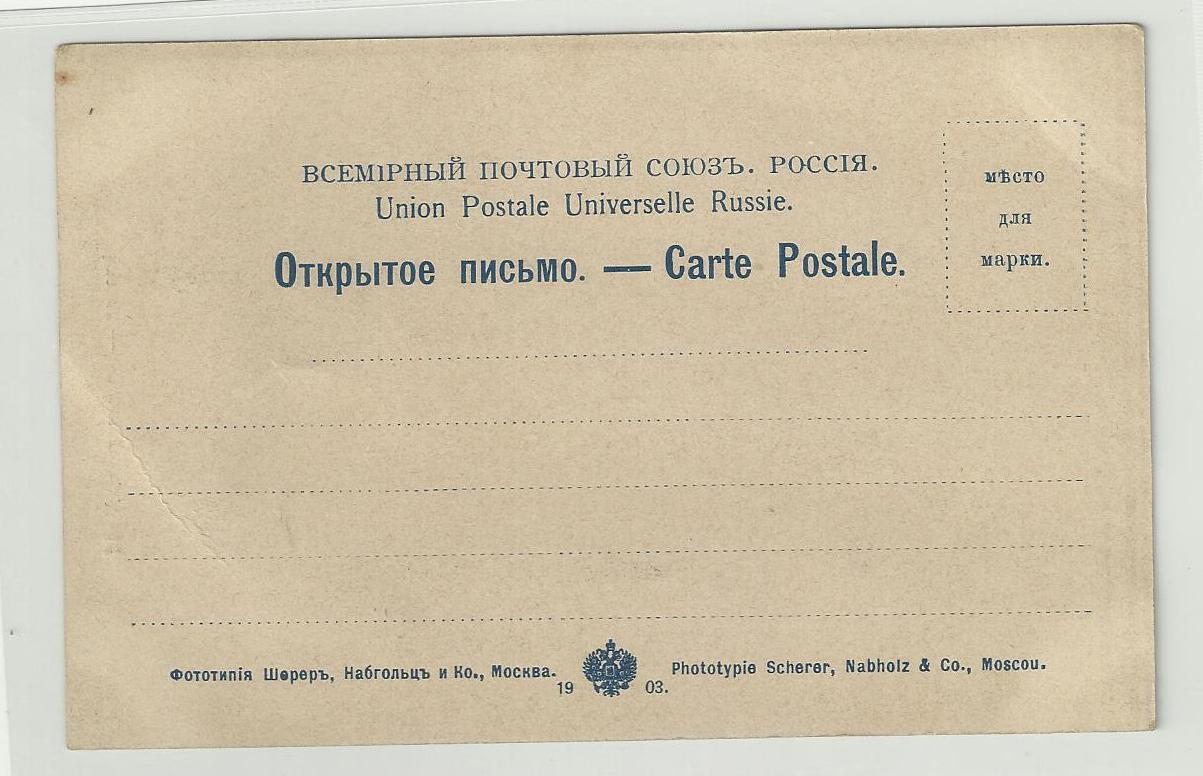 ВСЕМІРНЫЙ ПОЧТОВЫЙ СОЮЗЪ. РОССІЯ.
Union Postale Universelle Russie.
Открытое письмо. — Carte Postale.
мѣсто
для
марки.
Фототипія Шереръ, Набгольцъ и Ко., Москва. Phototypie Scherer, Nabholz & Co., Moscou.
19 03.